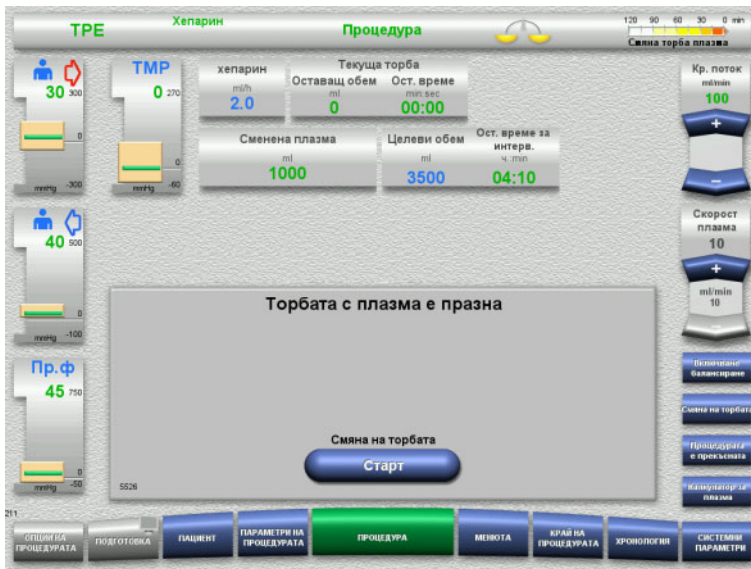 TPE
Хепарин
Процедура
120 90 60 30 0 min
Смяна торба плазма
30 300
0
mmHg -300
TMP
0 270
0
mmHg -60
хепарин
ml/h
2.0
Текуща торба
Оставащ обем Ост. време
ml min:sec
0 00:00
Сменена плазма
ml
1000
Целеви обем
ml
3500
Ост. време за
интерв.
ч.:min
04:10
Кр. поток
ml/min
100
+
–
40 500
0
mmHg -100
Скорост
плазма
10
+
ml/min
10
–
Пр.ф
45 750
0
mmHg -50
Торбата с плазма е празна
Смяна на торбата
Старт
5526
Включване
балансиране
Смяна на торбата
Процедурата
е прекъсната
Калкулатор за
плазма
211
ОПЦИИ НА
ПРОЦЕДУРАТА
ПОДГОТОВКА
ПАЦИЕНТ
ПАРАМЕТРИ НА
ПРОЦЕДУРАТА
ПРОЦЕДУРА
МЕНЮТА
КРАЙ НА
ПРОЦЕДУРАТА
ХРОНОЛОГИЯ
СИСТЕМНИ
ПАРАМЕТРИ